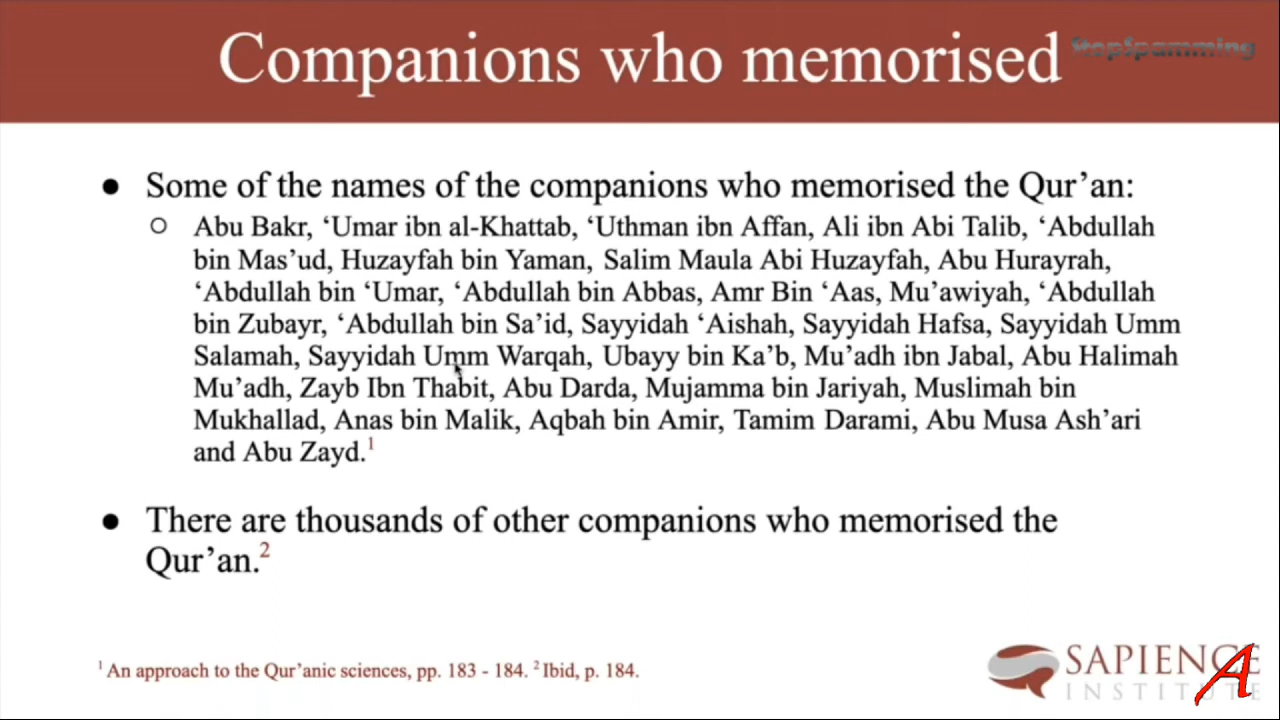 Companions who memorised
StopSpamming
● Some of the names of the companions who memorised the Qur’an:
○ Abu Bakr, ‘Umar ibn al-Khattab, ‘Uthman ibn Affan, Ali ibn Abi Talib, ‘Abdullah
bin Mas’ud, Huzayfah bin Yaman, Salim Maula Abi Huzayfah, Abu Hurayrah,
‘Abdullah bin ‘Umar, ‘Abdullah bin Abbas, Amr Bin ‘Aas, Mu’awiyah, ‘Abdullah
bin Zubayr, ‘Abdullah bin Sa’id, Sayyidah ‘Aishah, Sayyidah Hafsa, Sayyidah Umm
Salamah, Sayyidah Umm Warqah, Ubayy bin Ka’b, Mu’adh ibn Jabal, Abu Halimah
Mu’adh, Zayb Ibn Thabit, Abu Darda, Mujamma bin Jariyah, Muslimah bin
Mukhallad, Anas bin Malik, Aqbah bin Amir, Tamim Darami, Abu Musa Ash’ari
and Abu Zayd.1
● There are thousands of other companions who memorised the
Qur’an.2
1 An approach to the Qur’anic sciences, pp. 183 - 184. 2 Ibid, p. 184.
SAPIENCE
INSTITUTE
A